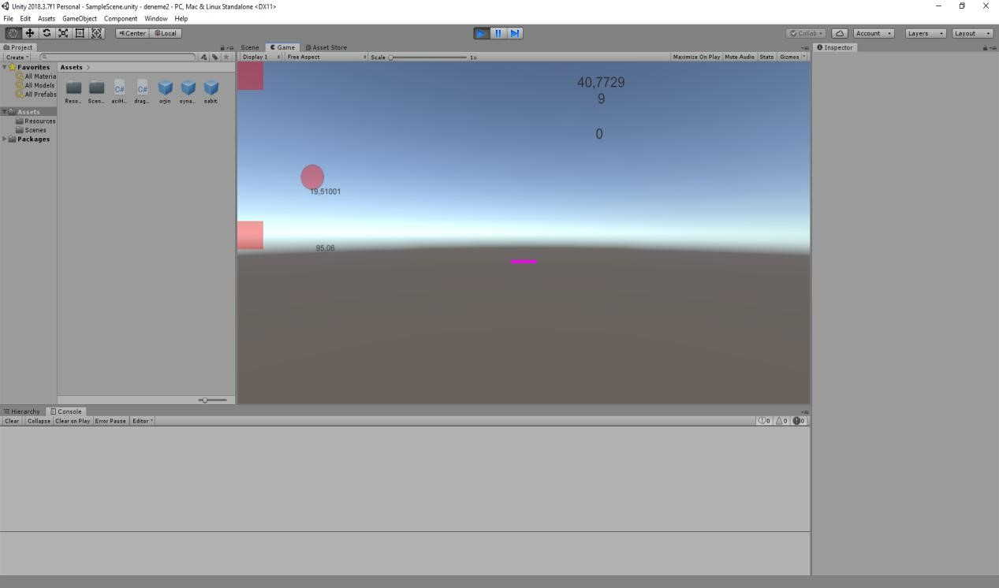 Unity 2018.3.7f1 Personal - SampleScene.unity - deneme2 - PC, Mac & Linux Standalone <DX11>
File Edit Assets GameObject Component Window Help
Center Local
Collab Account Layers Layout
Project
Create
Favorites
All Materia
All Models
All Prefabs
Assets
Resources
Scenes
Packages
Assets
C# C#
Reso... Scen... aciH... drag... orjin oyna... sabit
Scene Game Asset Store
Display 1 Free Aspect Scale 1x Maximize On Play Mute Audio Stats Gizmos
40,7729
9
0
19,51001
95,06
Inspector
Hierarchy Console
Clear Collapse Clear on Play Error Pause Editor 0 0 0